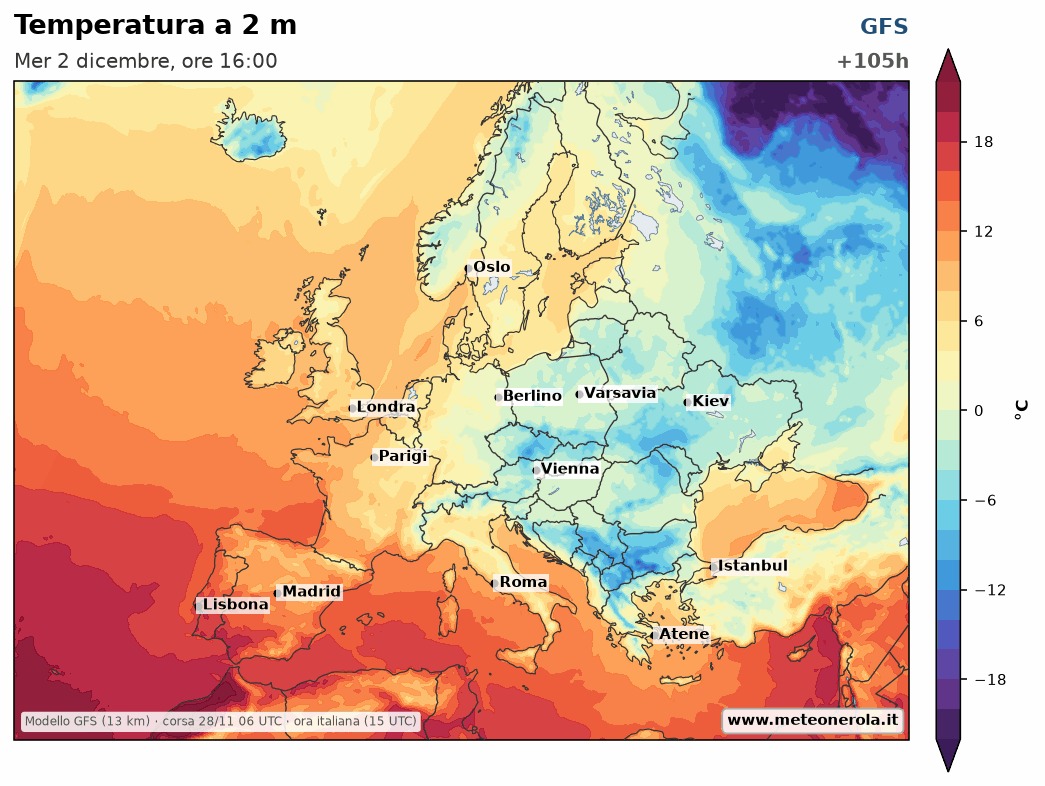 Temperatura a 2 m
GFS
Mer 2 dicembre, ore 16:00
+105h
Oslo
Berlino
Varsavia
Kiev
Londra
Parigi
Vienna
Istanbul
Roma
Madrid
Lisbona
Atene
18
12
6
0
−6
−12
−18
°C
Modello GFS (13 km) · corsa 28/11 06 UTC · ora italiana (15 UTC)
www.meteonerola.it